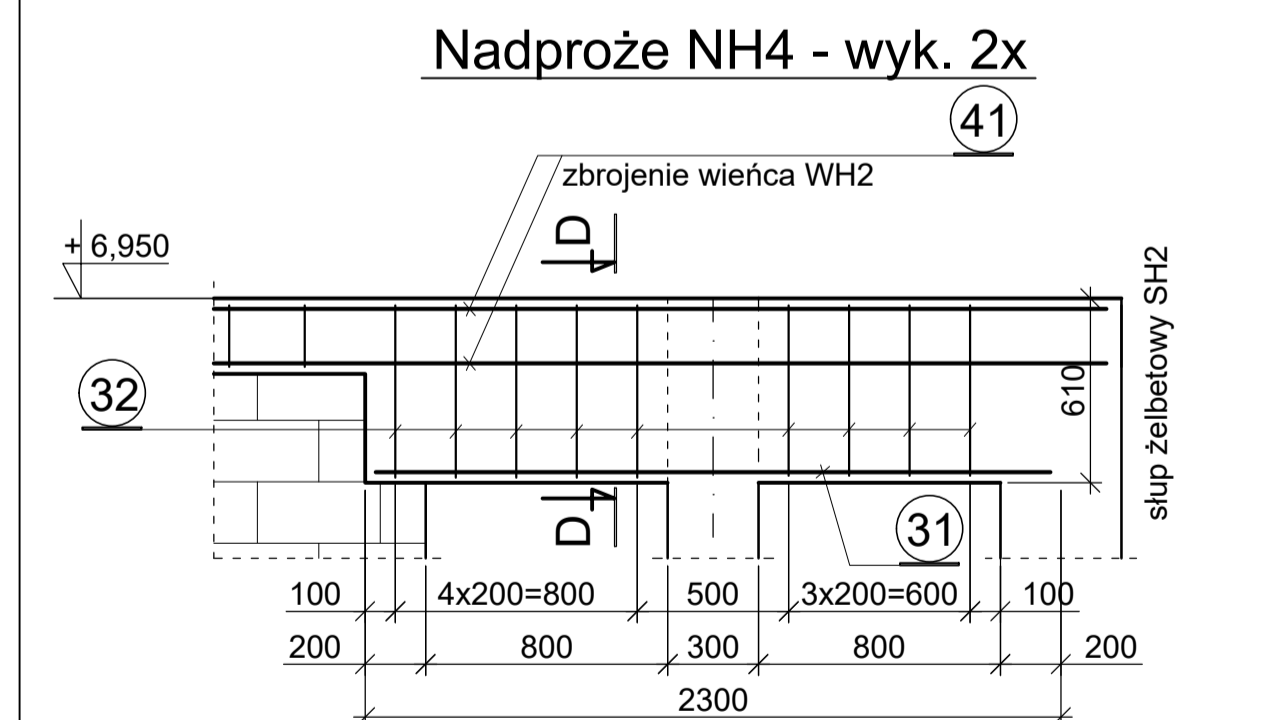 Nadproże NH4 - wyk. 2x
41
zbrojenie wieńca WH2
D
+ 6,950
słup żelbetowy SH2
32
610
D
31
100 4x200=800 500 3x200=600 100
200 800 300 800 200
2300